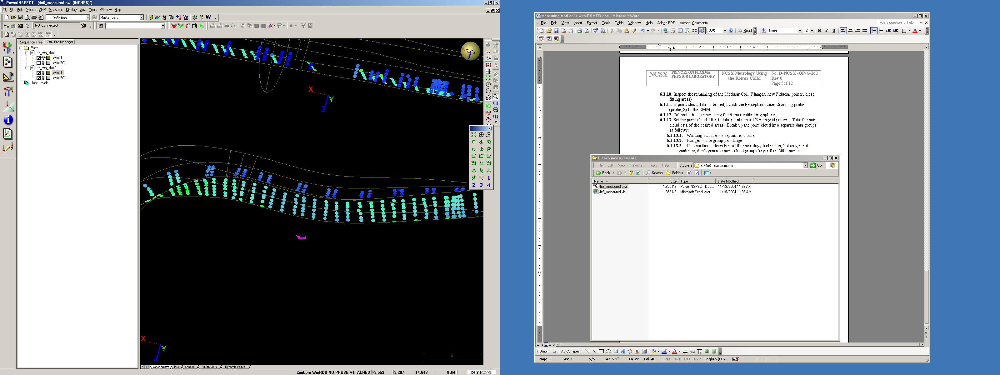 PowerINSPECT - [4x6_measured.pwi (INCHES)*]
File Edit Probes CMM Measures Display View Tools Window Help
Definition Master part
Not Connected
Sequence Tree CAD File Manager
Parts
trc_wp_skel
level 1
level 501
trc_wp_skel2
level 1
level 501
User Levels
X
Y
Z
X
Y
Z
5
F
1
2 3 4
CAD View Info Shaded HTML View Dynamic Points
CimCore WinRDS NO PROBE ATTACHED -3.553 3.207 14.648 NUM cimcore
measuring mod coils with ROMER.doc - Microsoft Word
File Edit View Insert Format Tools Table Window Help Adobe PDF Acrobat Comments Type a question for help
90% Read Times 12 B I U
NCSX
PRINCETON PLASMA
PHYSICS LABORATORY
NCSX Metrology Using
the Romer CMM
No. D-NCSX -OP-G-162
Rev 0
Page 5of 12
6.1.10. Inspect the remaining of the Modular Coil (Flanges, new Fiducial points, close
fitting areas)
6.1.11. If point cloud data is desired, attach the Perceptron Laser Scanning probe
(probe_8) to the CMM.
6.1.12. Calibrate the scanner using the Romer calibrating sphere.
6.1.13. Set the point cloud filter to take points on a 1/8-inch grid pattern. Take the point
cloud data of the desired areas. Break up the point cloud into separate data groups
as follows:
6.1.13.1. Winding surface – 2 septum & 2 base
6.1.13.2. Flanges – one group per flange
6.1.13.3. Cast surface – discretion of the metrology technician, but as general
guidance, don't generate point cloud groups larger than 5000 points.
E:\4x6 measurements
File Edit View Favorites Tools Help Address E:\4x6 measurements Go
Back Search Folders
Name Size Type Date Modified
4x6_measured.pwi 1,600 KB PowerINSPECT Doc... 11/19/2004 11:33 AM
4x6_measured.xls 359 KB Microsoft Excel Wor... 11/19/2004 11:33 AM
Draw AutoShapes
Page 5 Sec 1 5/5 At 5.3" Ln 22 Col 46 REC TRK EXT OVR English (U.S.